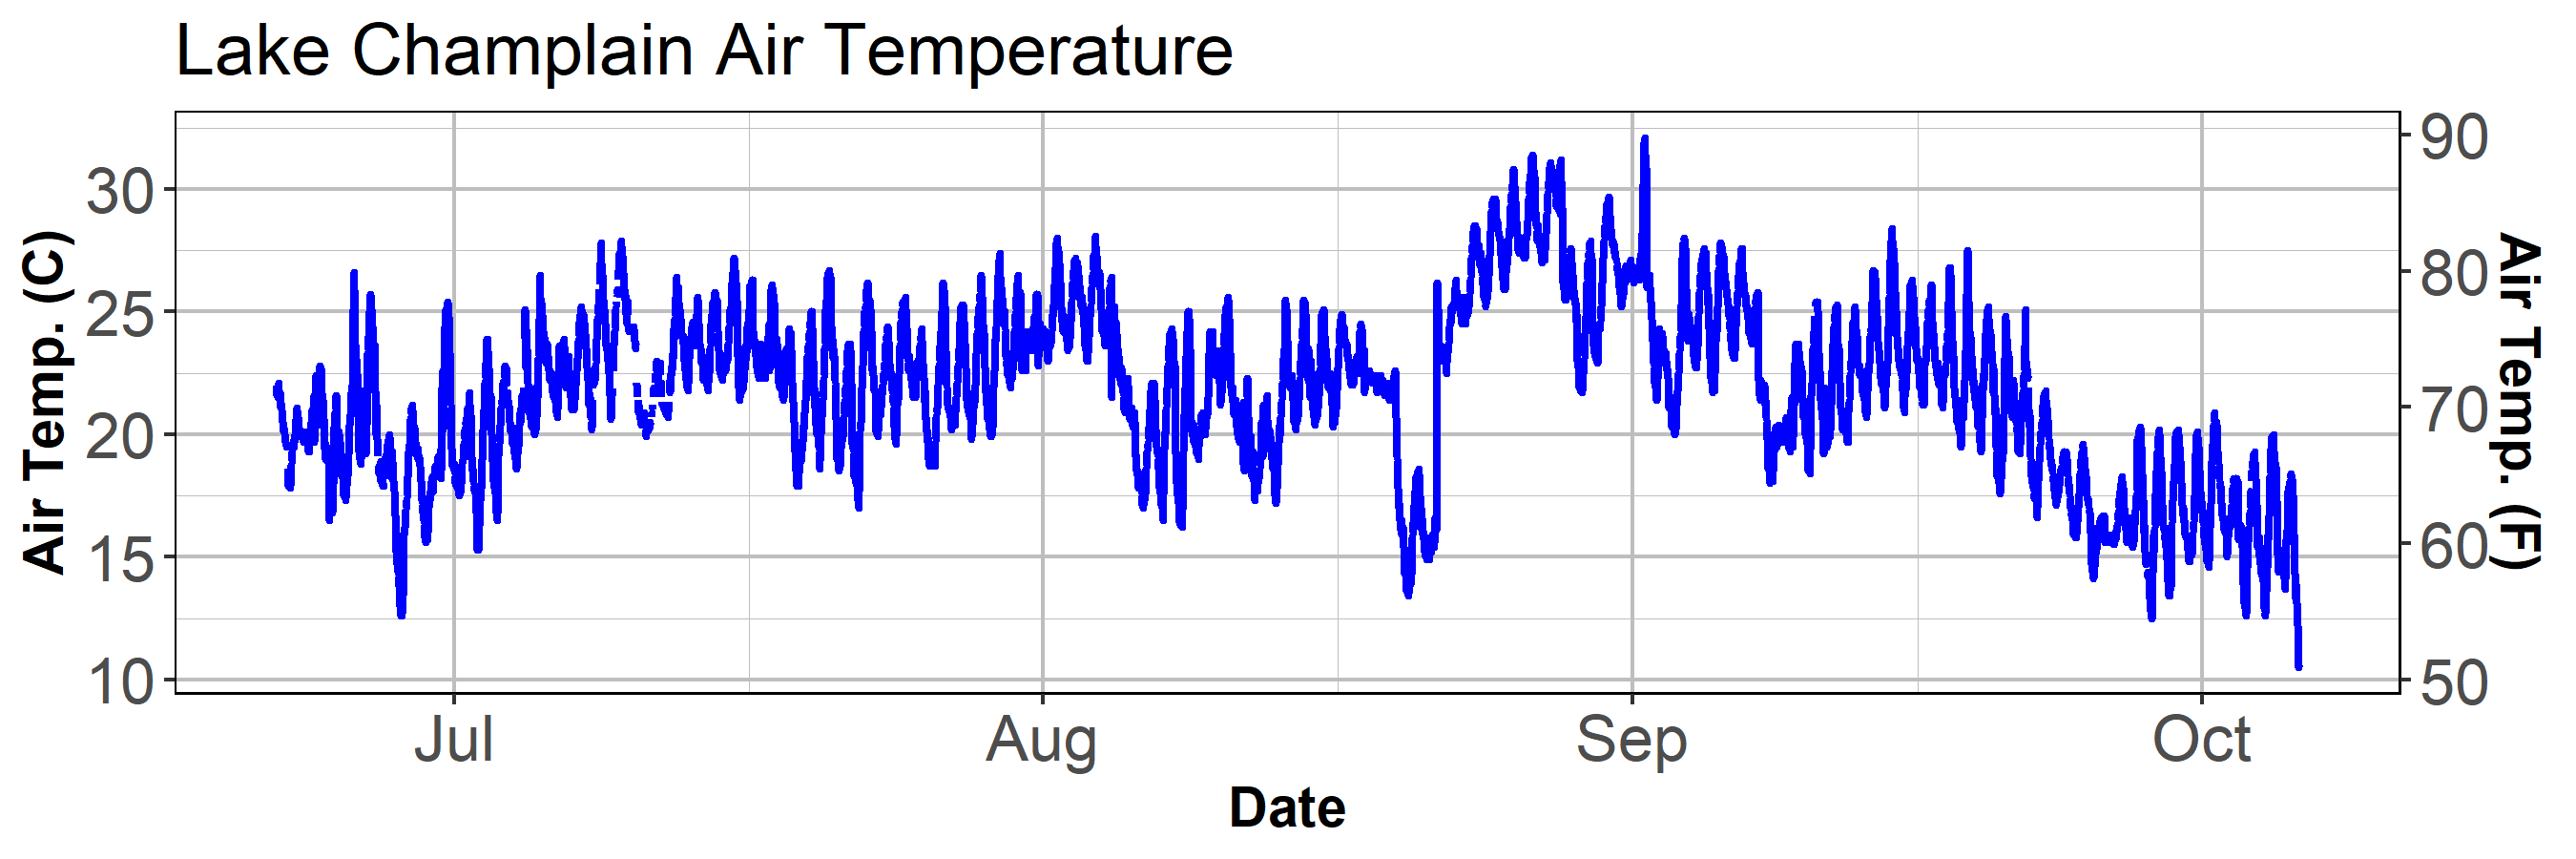 Lake Champlain Air Temperature
Air Temp. (C)
30
25
20
15
10
90
80
70
60
50
Air Temp. (F)
Jul Aug Sep Oct
Date